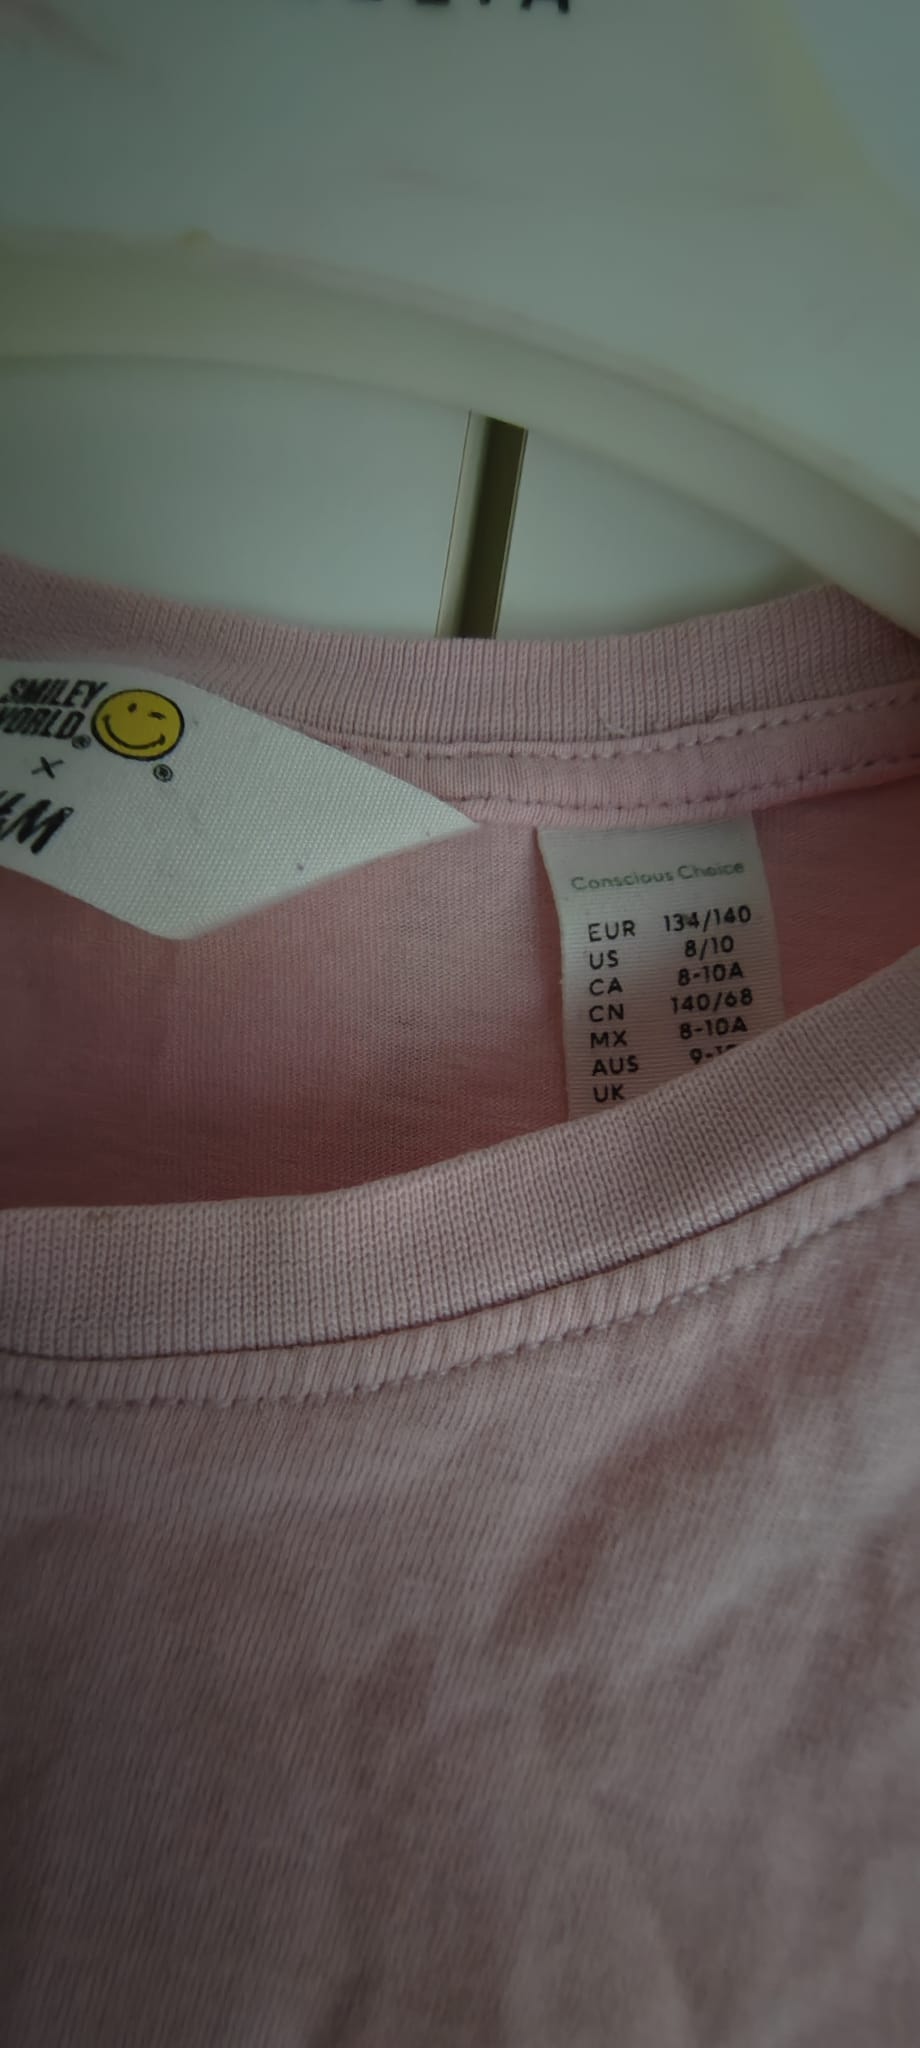 SMILEY
WORLD®
×
H&M
®
Conscious Choice
EUR 134/140
US 8/10
CA 8-10A
CN 140/68
MX 8-10A
AUS
UK